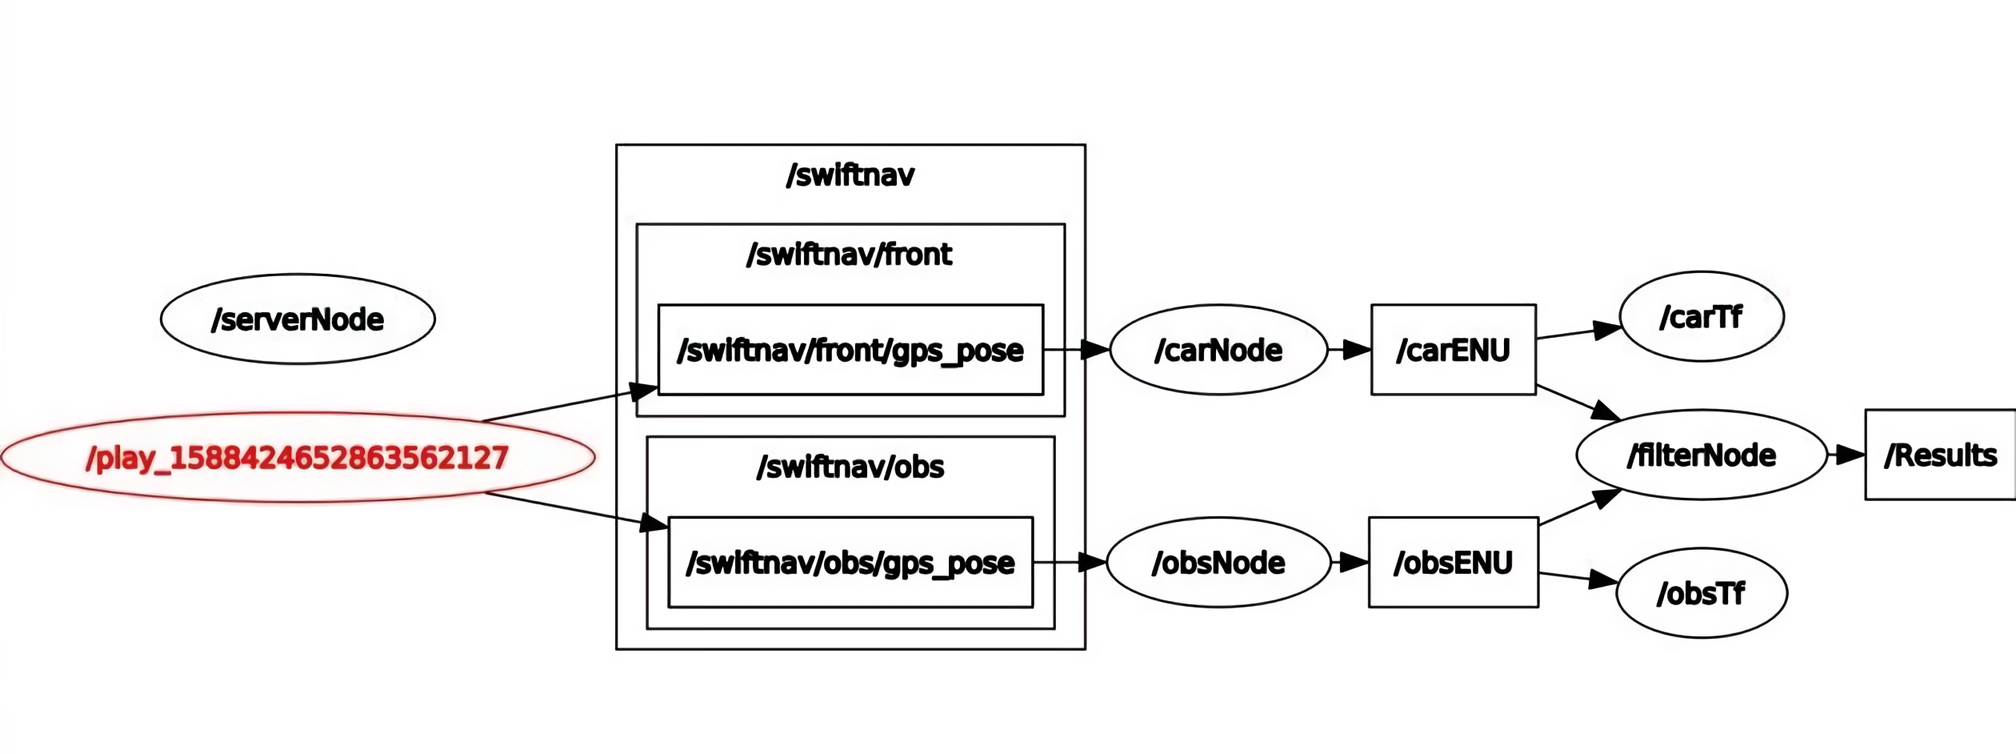 /swiftnav
/swiftnav/front
/serverNode
/swiftnav/front/gps_pose
/carNode
/carENU
/carTf
/play_1588424652863562127
/swiftnav/obs
/filterNode
/Results
/swiftnav/obs/gps_pose
/obsNode
/obsENU
/obsTf